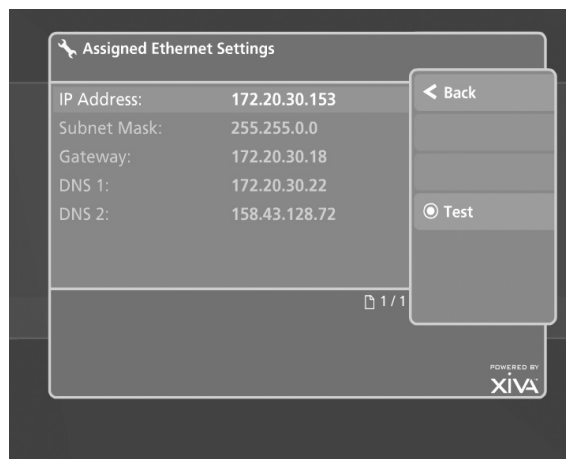 Assigned Ethernet Settings
< Back
IP Address: 172.20.30.153
Subnet Mask: 255.255.0.0
Gateway: 172.20.30.18
DNS 1: 172.20.30.22
DNS 2: 158.43.128.72
Test
1 / 1
POWERED BY
XiVA